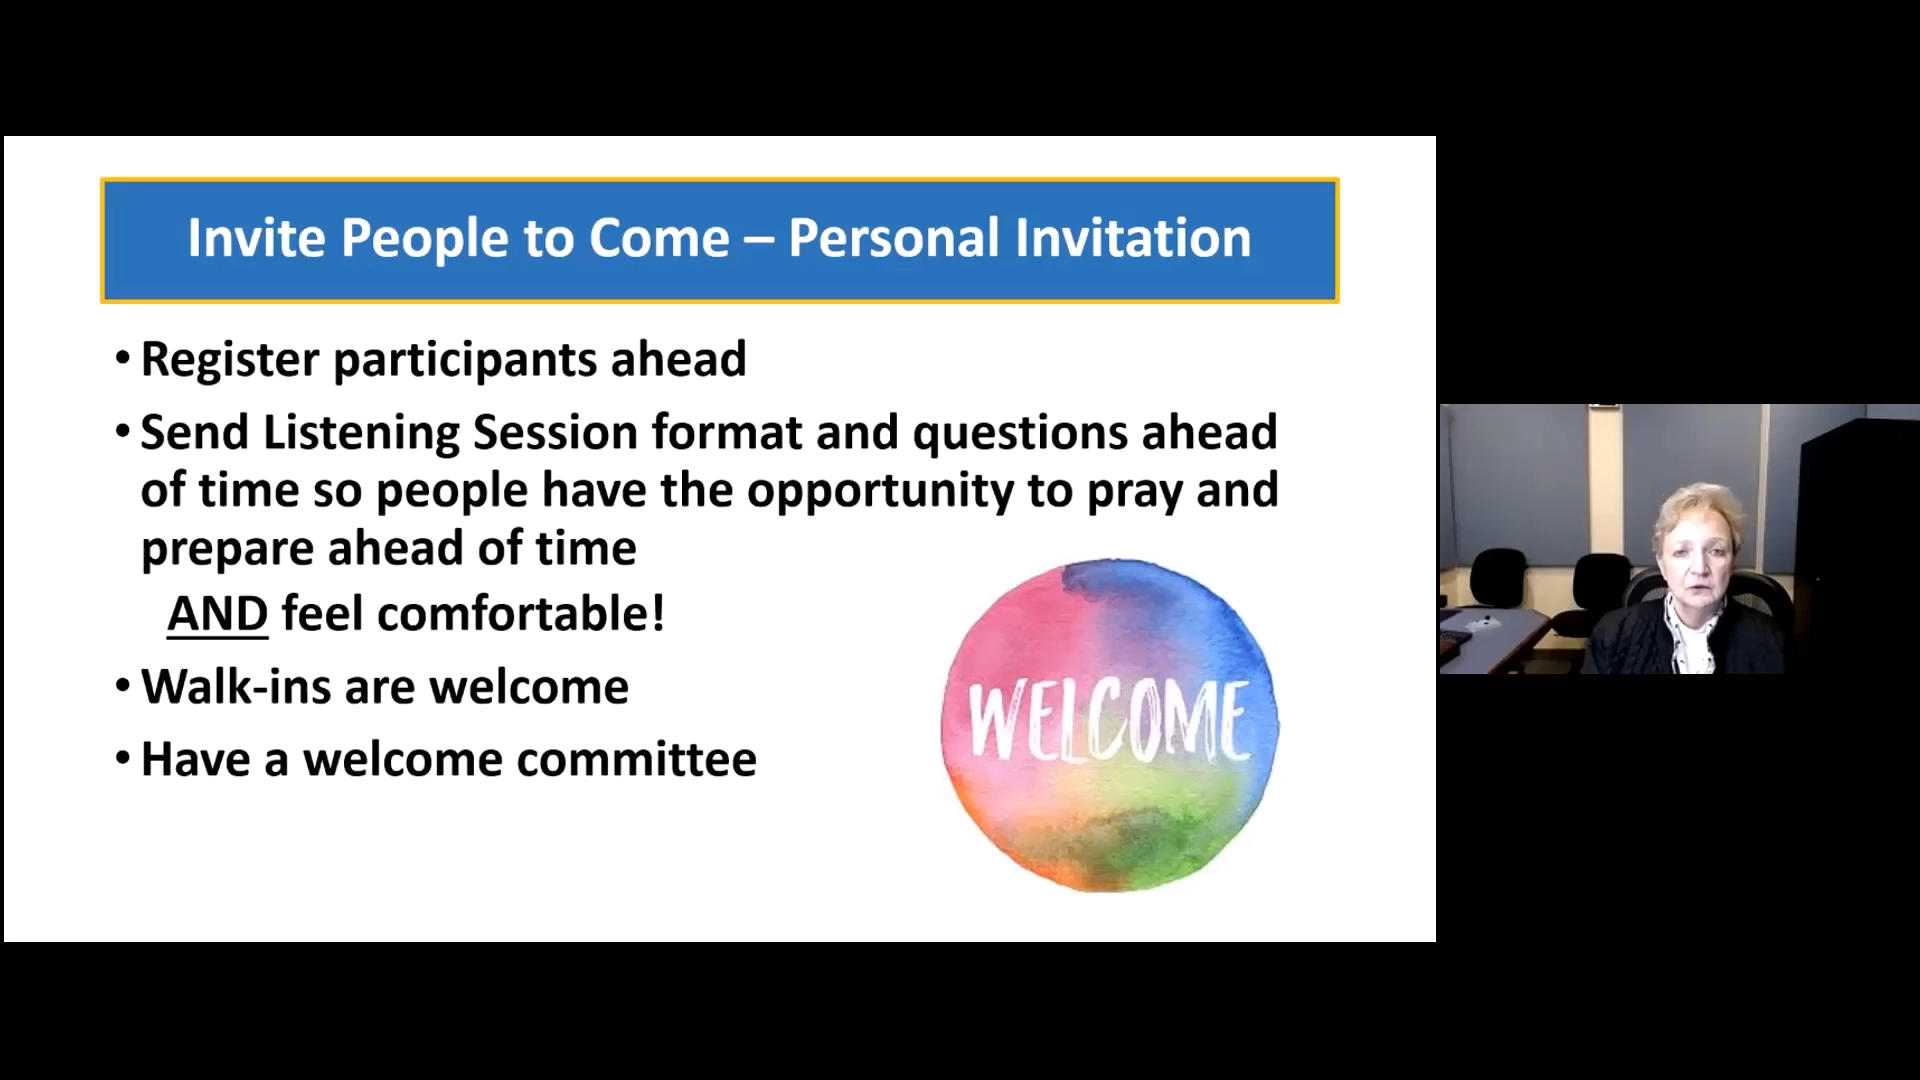 Invite People to Come – Personal Invitation
• Register participants ahead
• Send Listening Session format and questions ahead
of time so people have the opportunity to pray and
prepare ahead of time
AND feel comfortable!
• Walk-ins are welcome
• Have a welcome committee
WELCOME